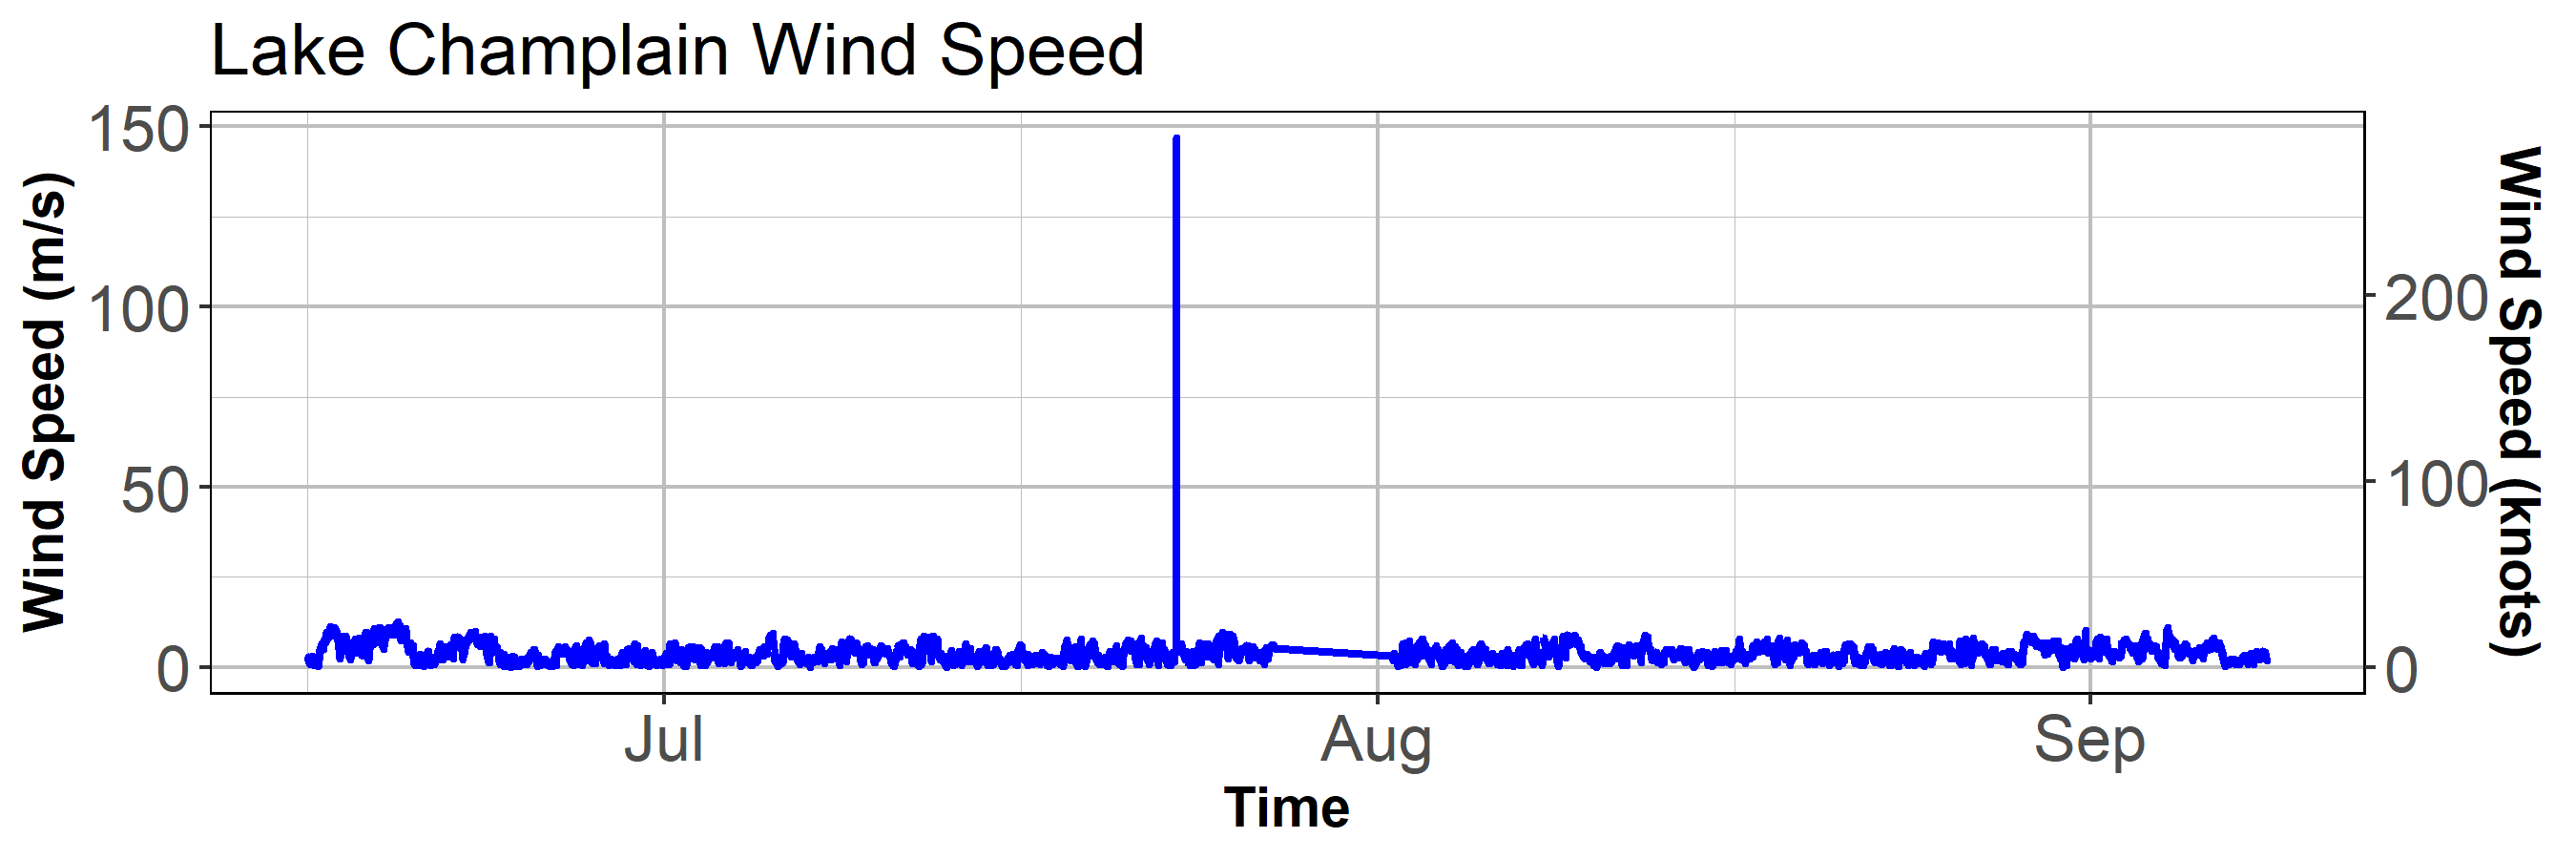 Lake Champlain Wind Speed
Wind Speed (m/s)
150
100
50
0
Wind Speed (knots)
200
100
0
Jul
Aug
Sep
Time